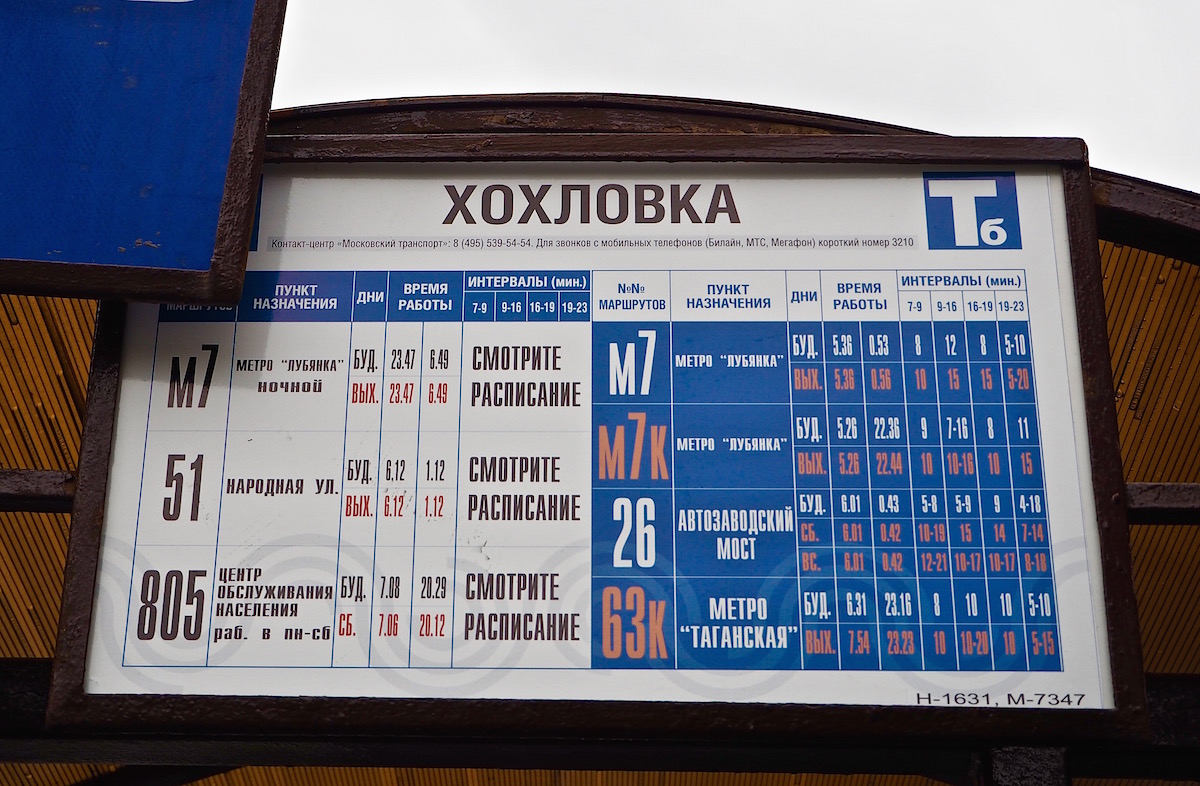 ХОХЛОВКА
Тб
Контакт-центр «Московский транспорт»: 8 (495) 539-54-54. Для звонков с мобильных телефонов (Билайн, МТС, Мегафон) короткий номер 3210
МАРШРУТОВ ПУНКТ НАЗНАЧЕНИЯ ДНИ ВРЕМЯ РАБОТЫ ИНТЕРВАЛЫ (мин.)
7-9 9-16 16-19 19-23
м7 МЕТРО "ЛУБЯНКА" БУД. 23.47 6.49 СМОТРИТЕ
НОЧНОЙ ВЫХ. 23.47 6.49 РАСПИСАНИЕ
51 НАРОДНАЯ УЛ. БУД. 6.12 1.12 СМОТРИТЕ
ВЫХ. 6.12 1.12 РАСПИСАНИЕ
805 ЦЕНТР
ОБСЛУЖИВАНИЯ БУД. 7.08 20.29 СМОТРИТЕ
НАСЕЛЕНИЯ
раб. в пн-сб СБ. 7.06 20.12 РАСПИСАНИЕ
№№ МАРШРУТОВ ПУНКТ НАЗНАЧЕНИЯ ДНИ ВРЕМЯ РАБОТЫ ИНТЕРВАЛЫ (мин.)
7-9 9-16 16-19 19-23
м7 МЕТРО "ЛУБЯНКА" БУД. 5.36 0.53 8 12 8 5-10
ВЫХ. 5.36 0.56 10 15 15 5-20
м7к МЕТРО "ЛУБЯНКА" БУД. 5.26 22.36 9 7-16 8 11
ВЫХ. 5.26 22.44 10 10-16 10 15
26 АВТОЗАВОДСКИЙ БУД. 6.01 0.43 5-8 5-9 9 4-18
МОСТ СБ. 6.01 0.42 10-19 15 14 7-14
ВС. 6.01 0.42 12-21 10-17 10-17 8-18
63к МЕТРО БУД. 6.31 23.16 8 10 10 5-10
"ТАГАНСКАЯ" ВЫХ. 7.54 23.23 10 10-20 10 5-15
Н-1631, М-7347